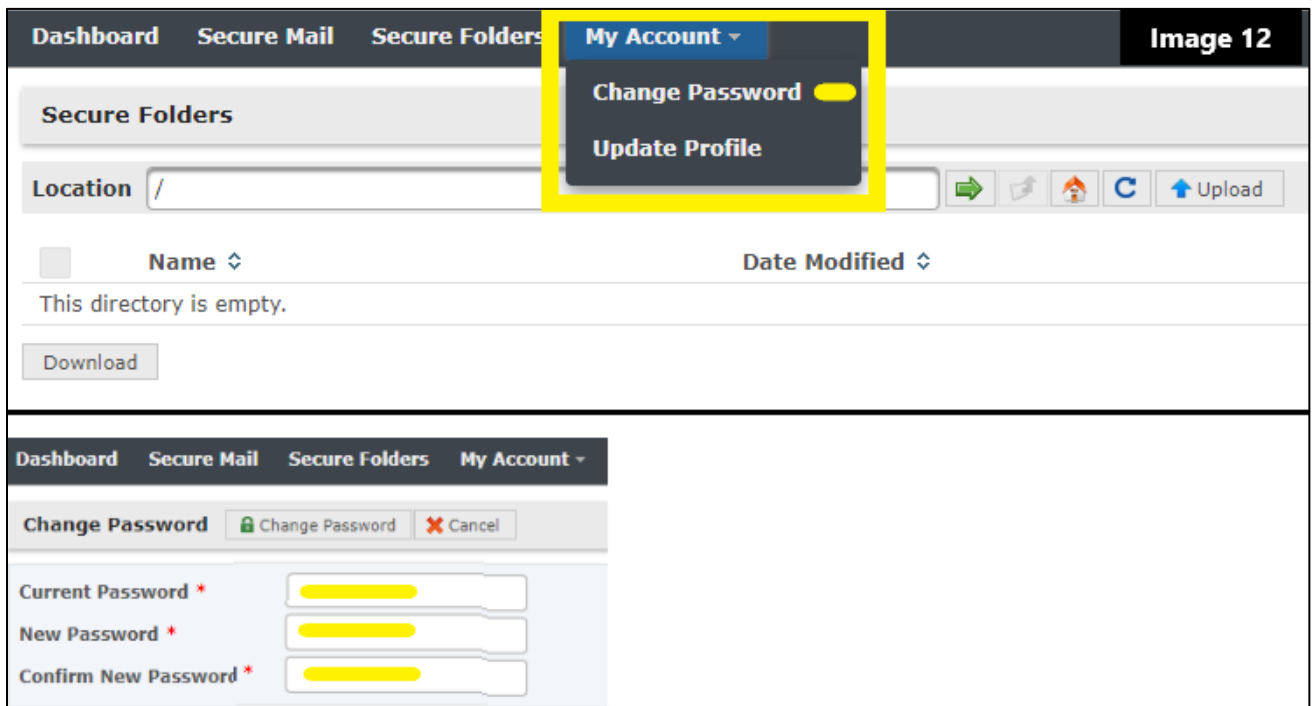 Dashboard Secure Mail Secure Folders My Account Image 12
Change Password
Secure Folders
Update Profile
Location / Upload
Name Date Modified
This directory is empty.
Download
Dashboard Secure Mail Secure Folders My Account
Change Password Change Password Cancel
Current Password *
New Password *
Confirm New Password *